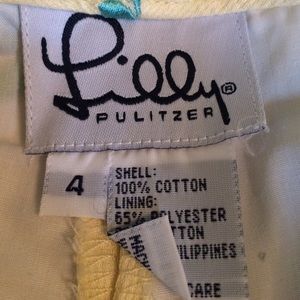 Lilly®
PULITZER
4
SHELL:
100% COTTON
LINING:
65% POLYESTER
COTTON
PHILIPPINES
CARE